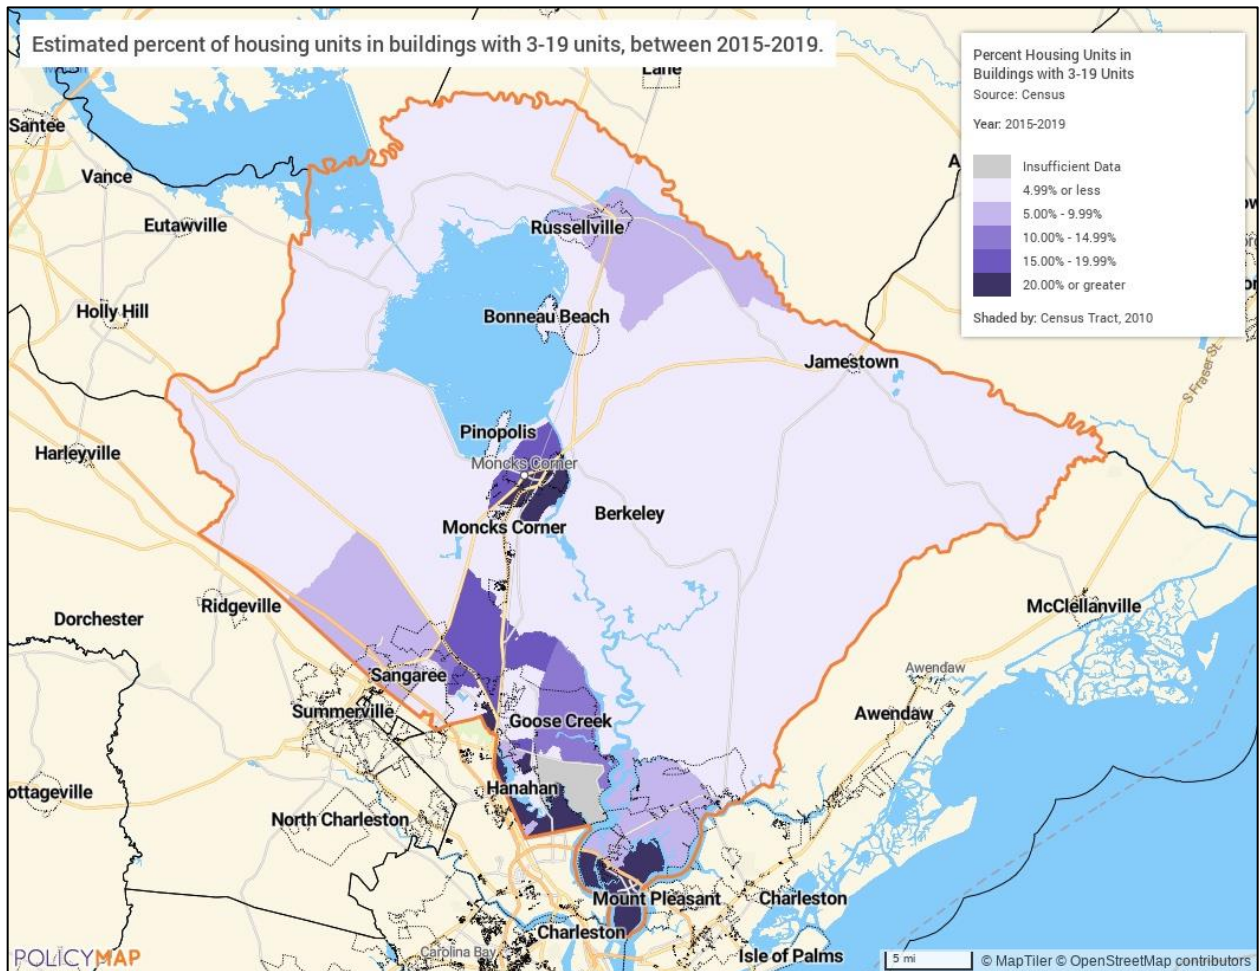 Estimated percent of housing units in buildings with 3-19 units, between 2015-2019.
Percent Housing Units in
Buildings with 3-19 Units
Source: Census
Year: 2015-2019
Insufficient Data
4.99% or less
5.00% - 9.99%
10.00% - 14.99%
15.00% - 19.99%
20.00% or greater
Shaded by: Census Tract, 2010
Lane
Santee
Vance
Eutawville
Russellville
Holly Hill
Bonneau Beach
Jamestown
S Fraser St.
Pinopolis
Harleyville
Moncks Corner
Moncks Corner
Berkeley
Ridgeville
Dorchester
McClellanville
Sangaree
Awendaw
Summerville
Goose Creek
Awendaw
Hanahan
ottageville
North Charleston
Mount Pleasant
Charleston
Charleston
Carolina Bay
Isle of Palms
POLICYMAP
5 mi
© MapTiler © OpenStreetMap contributors